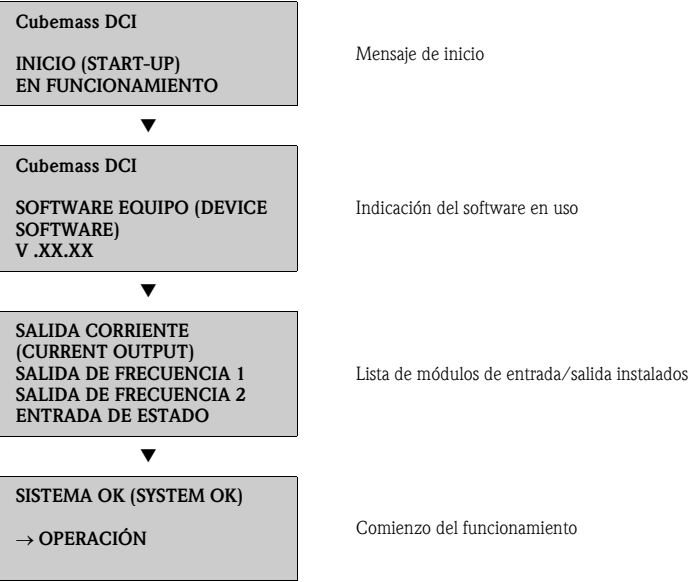 Cubemass DCI
INICIO (START-UP)
EN FUNCIONAMIENTO
Mensaje de inicio
Cubemass DCI
SOFTWARE EQUIPO (DEVICE
SOFTWARE)
V .XX.XX
Indicación del software en uso
SALIDA CORRIENTE
(CURRENT OUTPUT)
SALIDA DE FRECUENCIA 1
SALIDA DE FRECUENCIA 2
ENTRADA DE ESTADO
Lista de módulos de entrada/salida instalados
SISTEMA OK (SYSTEM OK)
→ OPERACIÓN
Comienzo del funcionamiento